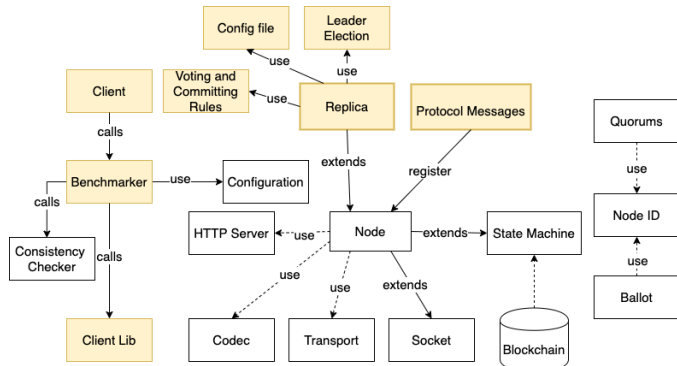 Config file
Leader
Election
use
use
Client
Voting and
Committing
Rules
use
Replica
Protocol Messages
Quorums
calls
use
extends
register
Benchmarker
use
Configuration
calls
Node ID
HTTP Server
use
Node
extends
State Machine
Consistency
Checker
calls
use
use
use
extends
Client Lib
Codec
Transport
Socket
Blockchain
Ballot